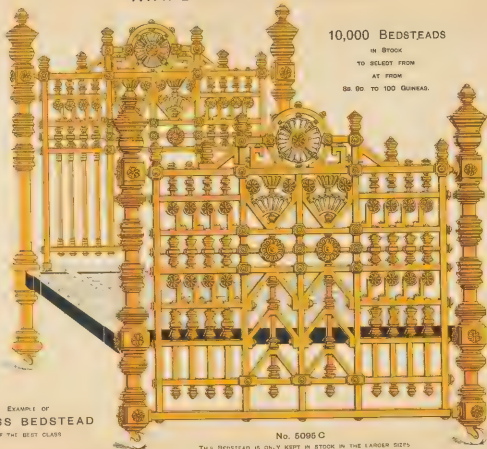 10,000 BEDSTEADS
IN STOCK
TO SELECT FROM
AT FROM
8s 9D TO 100 GUINEAS.
EXAMPLE OF
SS BEDSTEAD
THE BEST CLASS
No. 5095 C
THIS BEDSTEAD IS ONLY KEPT IN STOCK IN THE LARGER SIZES